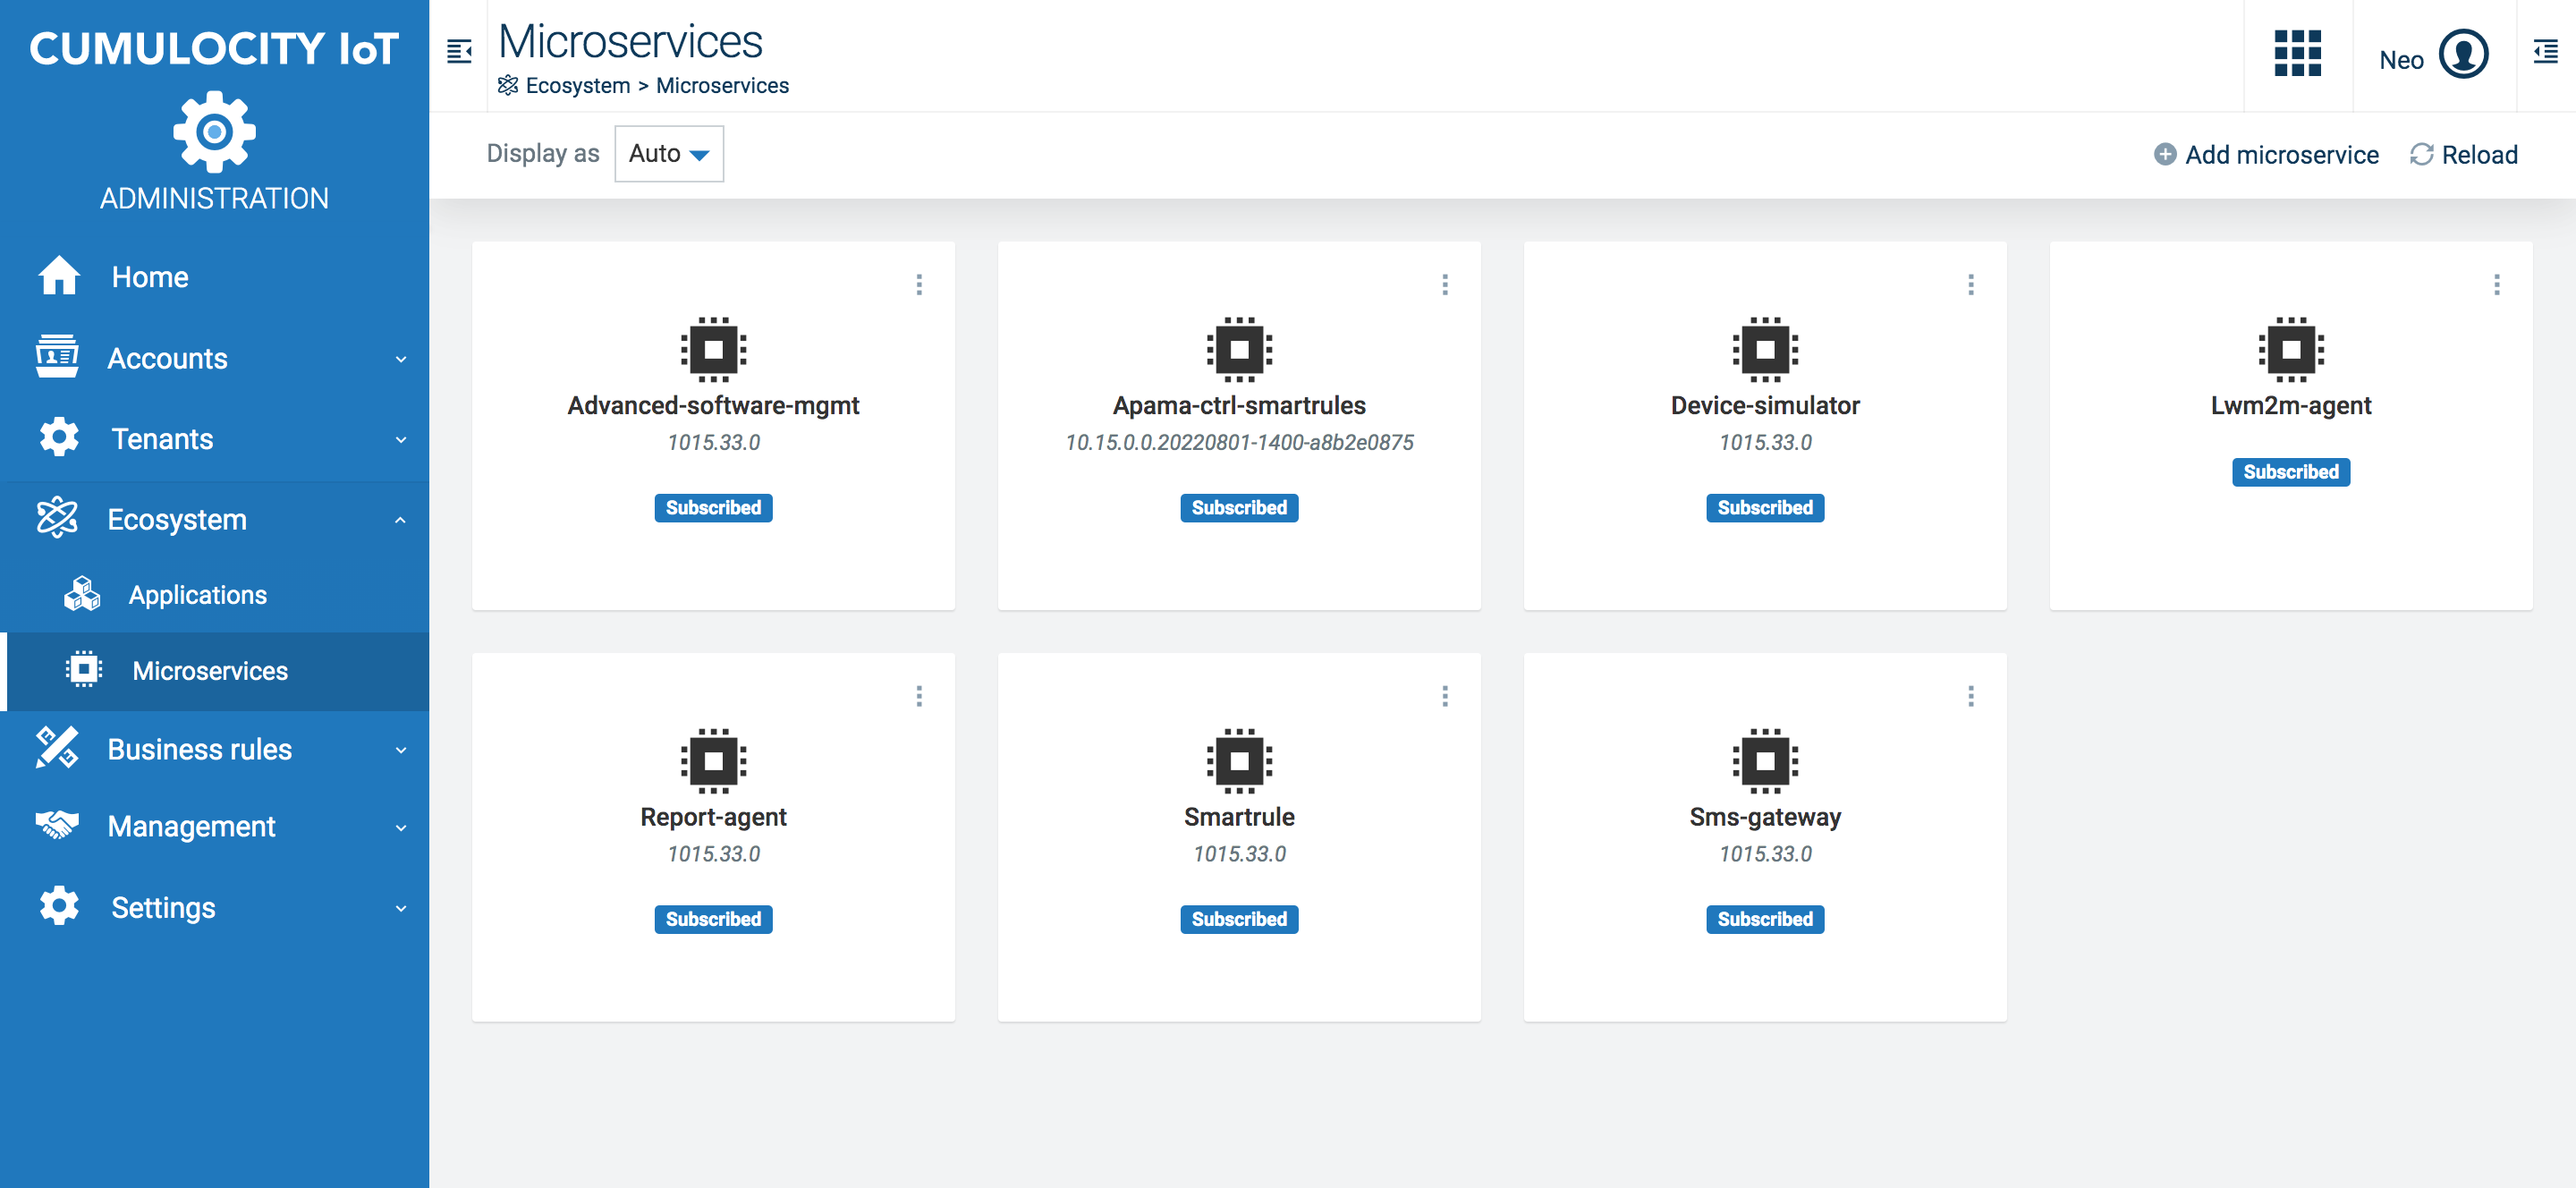 CUMULOCITY IoT
ADMINISTRATION
Home
Accounts
Tenants
Ecosystem
Applications
Microservices
Business rules
Management
Settings
Microservices
Ecosystem > Microservices
Neo
Display as
Auto
Add microservice
Reload
Advanced-software-mgmt
1015.33.0
Subscribed
Apama-ctrl-smartrules
10.15.0.0.20220801-1400-a8b2e0875
Subscribed
Device-simulator
1015.33.0
Subscribed
Lwm2m-agent
Subscribed
Report-agent
1015.33.0
Subscribed
Smartrule
1015.33.0
Subscribed
Sms-gateway
1015.33.0
Subscribed